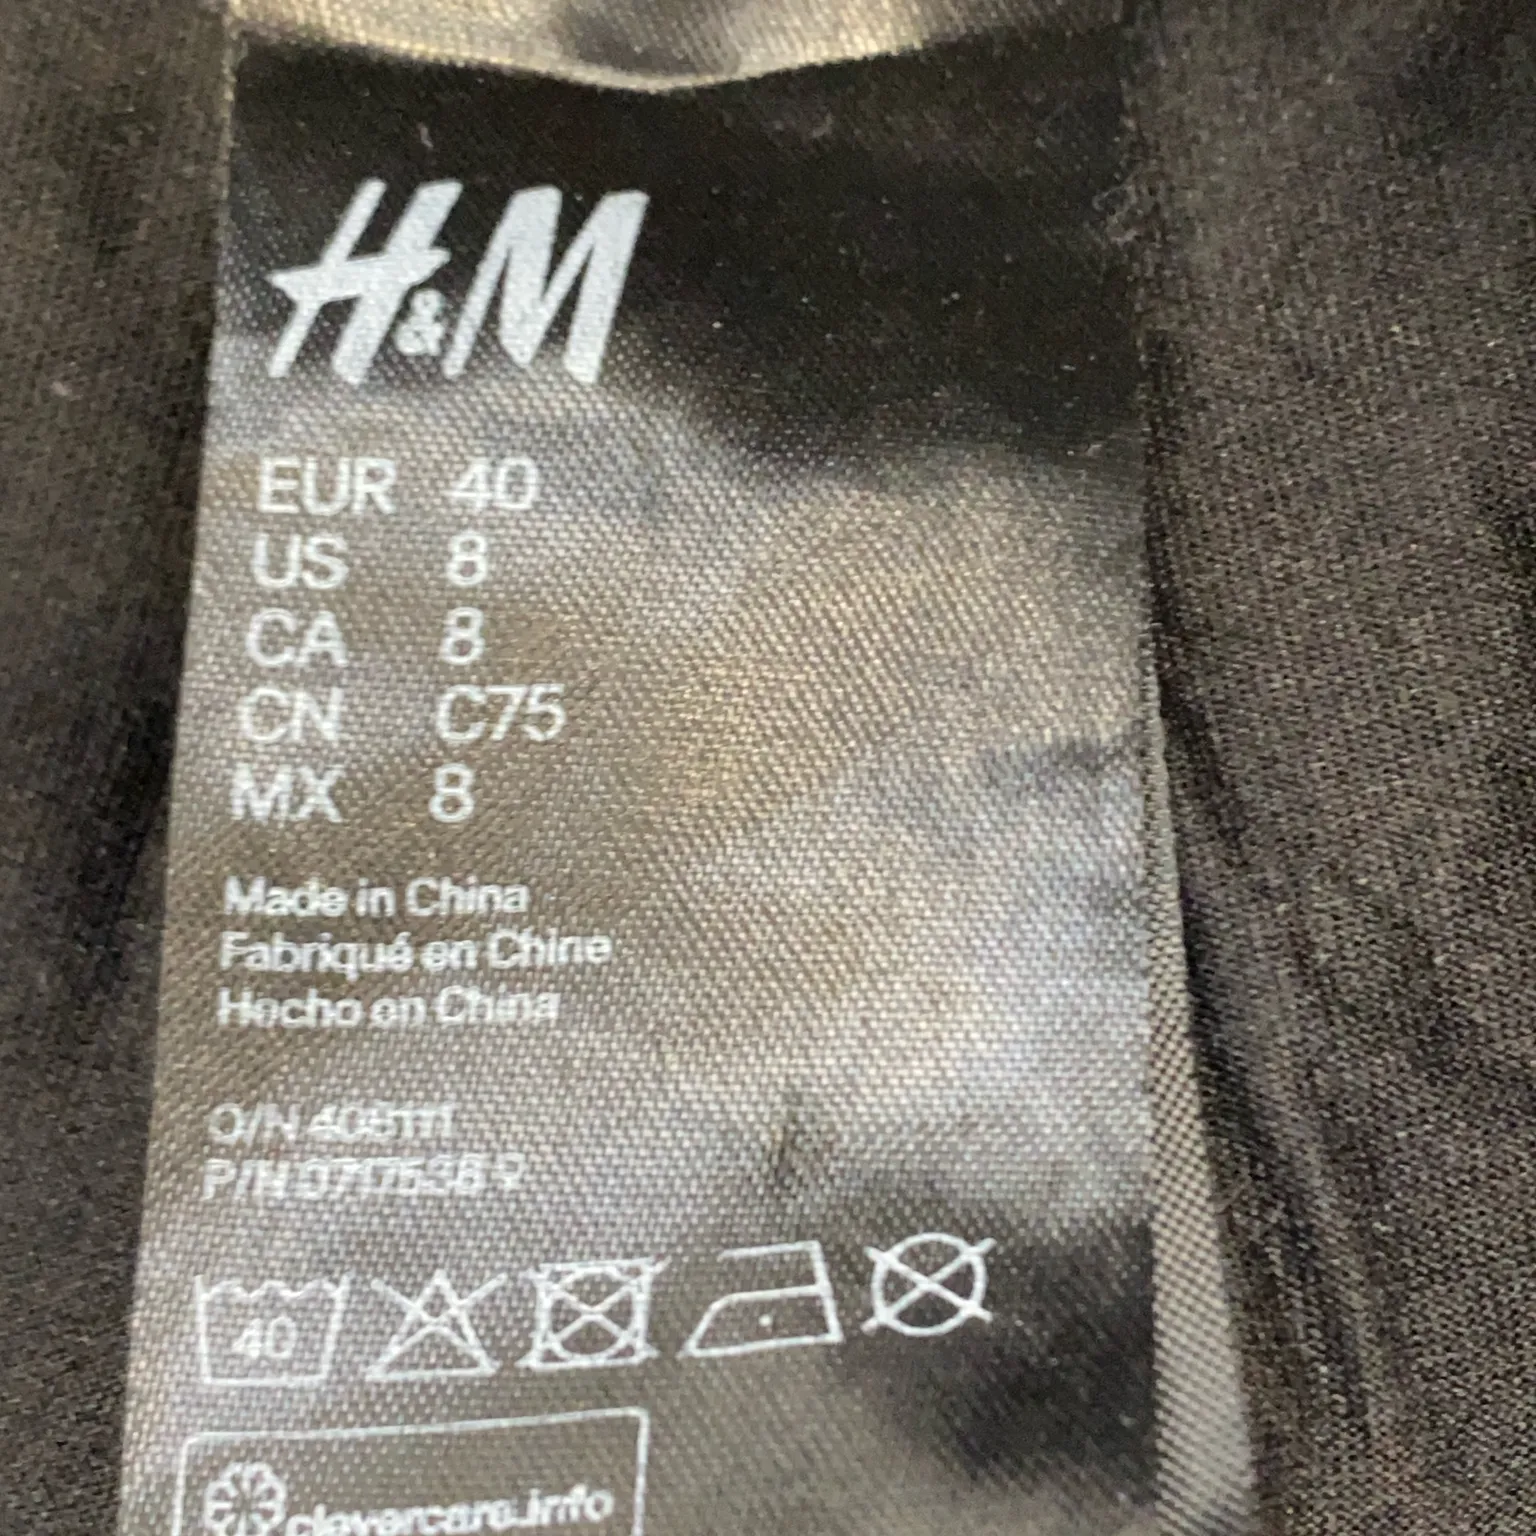 H&M
EUR 40
US 8
CA 8
CN C75
MX 8
Made in China
Fabriqué en Chine
Hecho en China
O/N
P/N
40
clevercare.info